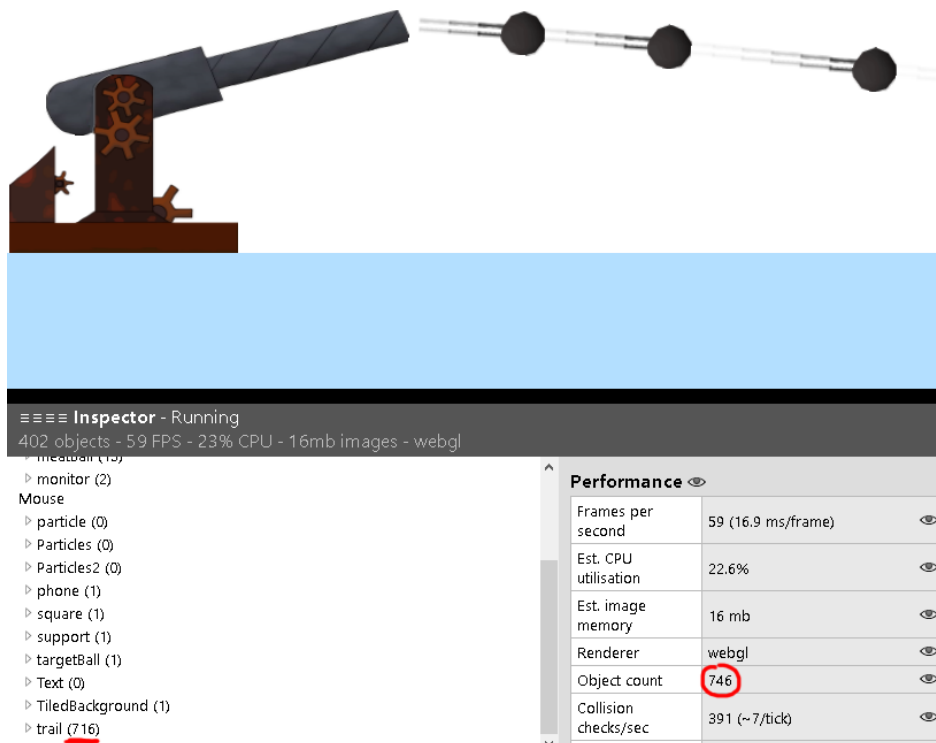 ≡≡≡≡ Inspector - Running
402 objects - 59 FPS - 23% CPU - 16mb images - webgl
meatball (15)
monitor (2)
Mouse
particle (0)
Particles (0)
Particles2 (0)
phone (1)
square (1)
support (1)
targetBall (1)
Text (0)
TiledBackground (1)
trail (716)
Performance
Frames per second 59 (16.9 ms/frame)
Est. CPU utilisation 22.6%
Est. image memory 16 mb
Renderer webgl
Object count 746
Collision checks/sec 391 (~7/tick)